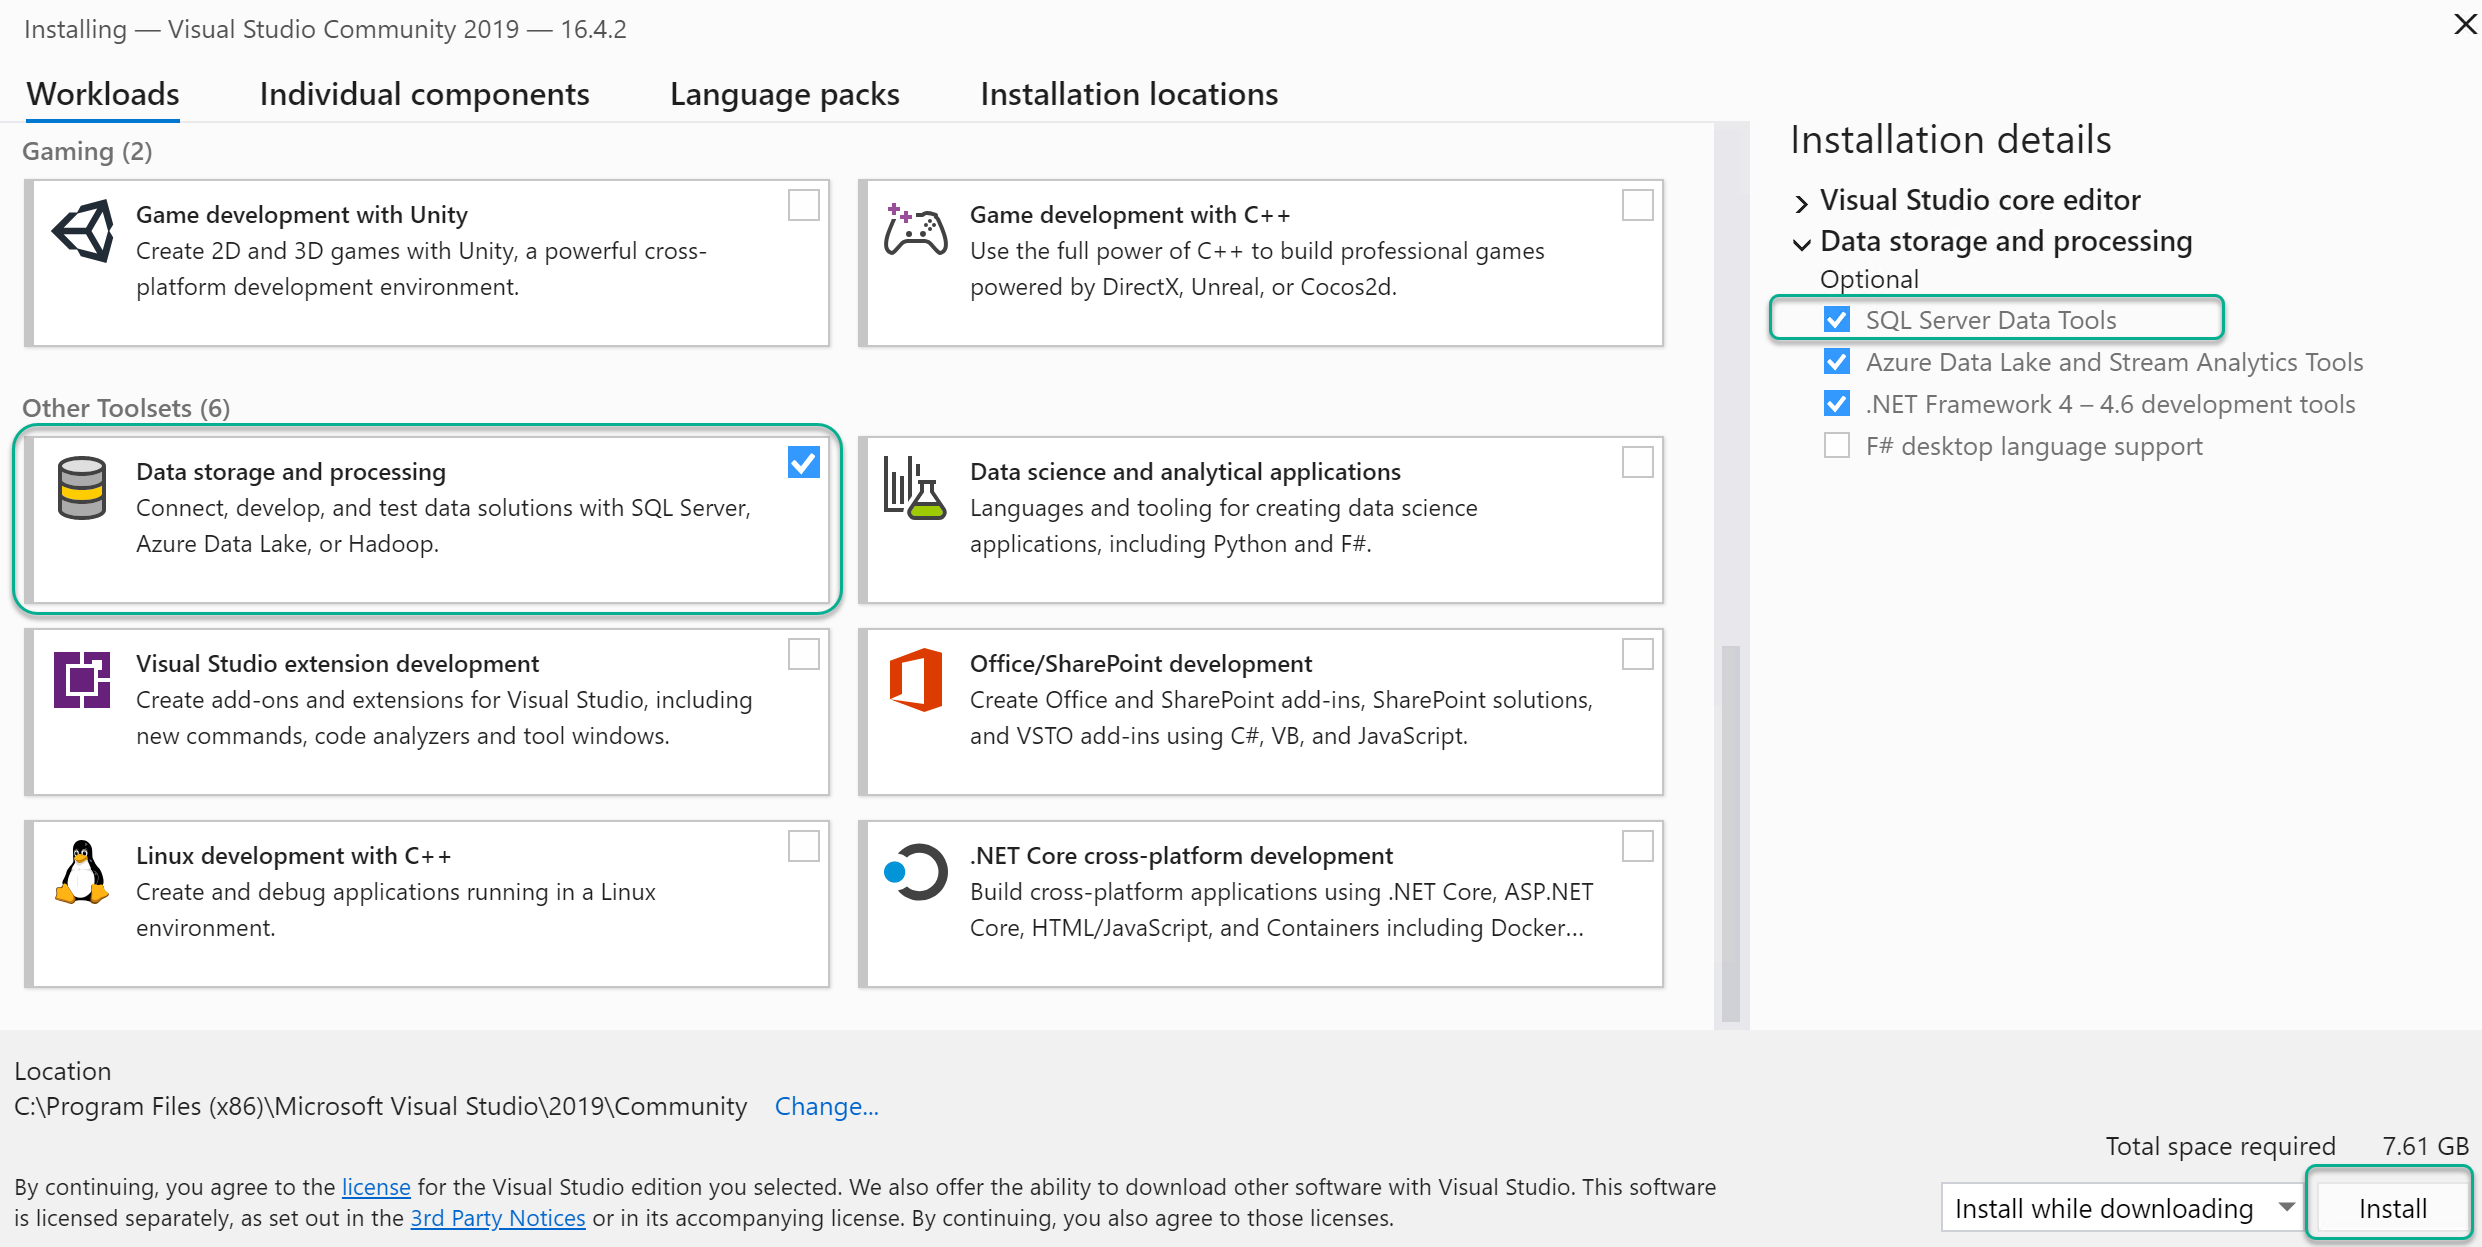 Installing — Visual Studio Community 2019 — 16.4.2
Workloads
Individual components
Language packs
Installation locations
Gaming (2)
Game development with Unity
Create 2D and 3D games with Unity, a powerful cross-
platform development environment.
Game development with C++
Use the full power of C++ to build professional games
powered by DirectX, Unreal, or Cocos2d.
Other Toolsets (6)
Data storage and processing
Connect, develop, and test data solutions with SQL Server,
Azure Data Lake, or Hadoop.
Data science and analytical applications
Languages and tooling for creating data science
applications, including Python and F#.
Visual Studio extension development
Create add-ons and extensions for Visual Studio, including
new commands, code analyzers and tool windows.
Office/SharePoint development
Create Office and SharePoint add-ins, SharePoint solutions,
and VSTO add-ins using C#, VB, and JavaScript.
Linux development with C++
Create and debug applications running in a Linux
environment.
.NET Core cross-platform development
Build cross-platform applications using .NET Core, ASP.NET
Core, HTML/JavaScript, and Containers including Docker...
Installation details
Visual Studio core editor
Data storage and processing
Optional
SQL Server Data Tools
Azure Data Lake and Stream Analytics Tools
.NET Framework 4 – 4.6 development tools
F# desktop language support
Location
C:\Program Files (x86)\Microsoft Visual Studio\2019\Community
Change...
Total space required
7.61 GB
By continuing, you agree to the license for the Visual Studio edition you selected. We also offer the ability to download other software with Visual Studio. This software
is licensed separately, as set out in the 3rd Party Notices or in its accompanying license. By continuing, you also agree to those licenses.
Install while downloading
Install